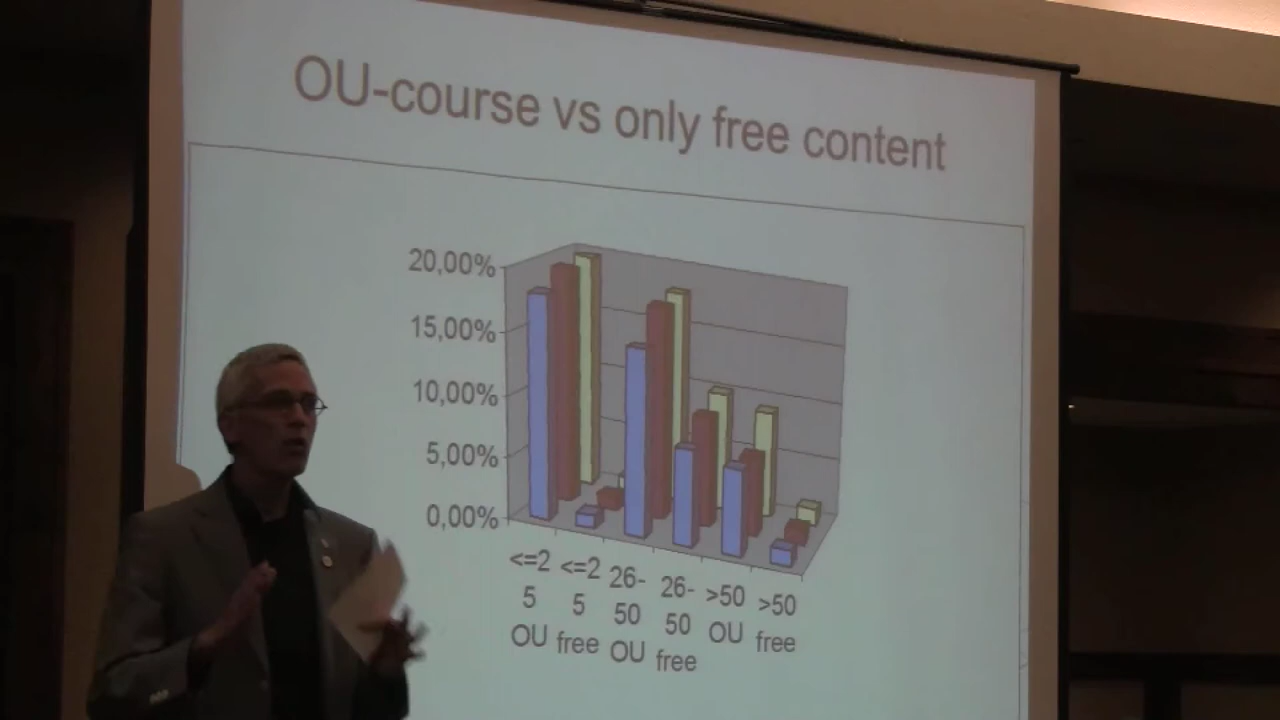 OU-course vs only free content
20,00%
15,00%
10,00%
5,00%
0,00%
<=2 <=2 26- 26- >50 >50
5 5 50 50 OU free
OU free OU free